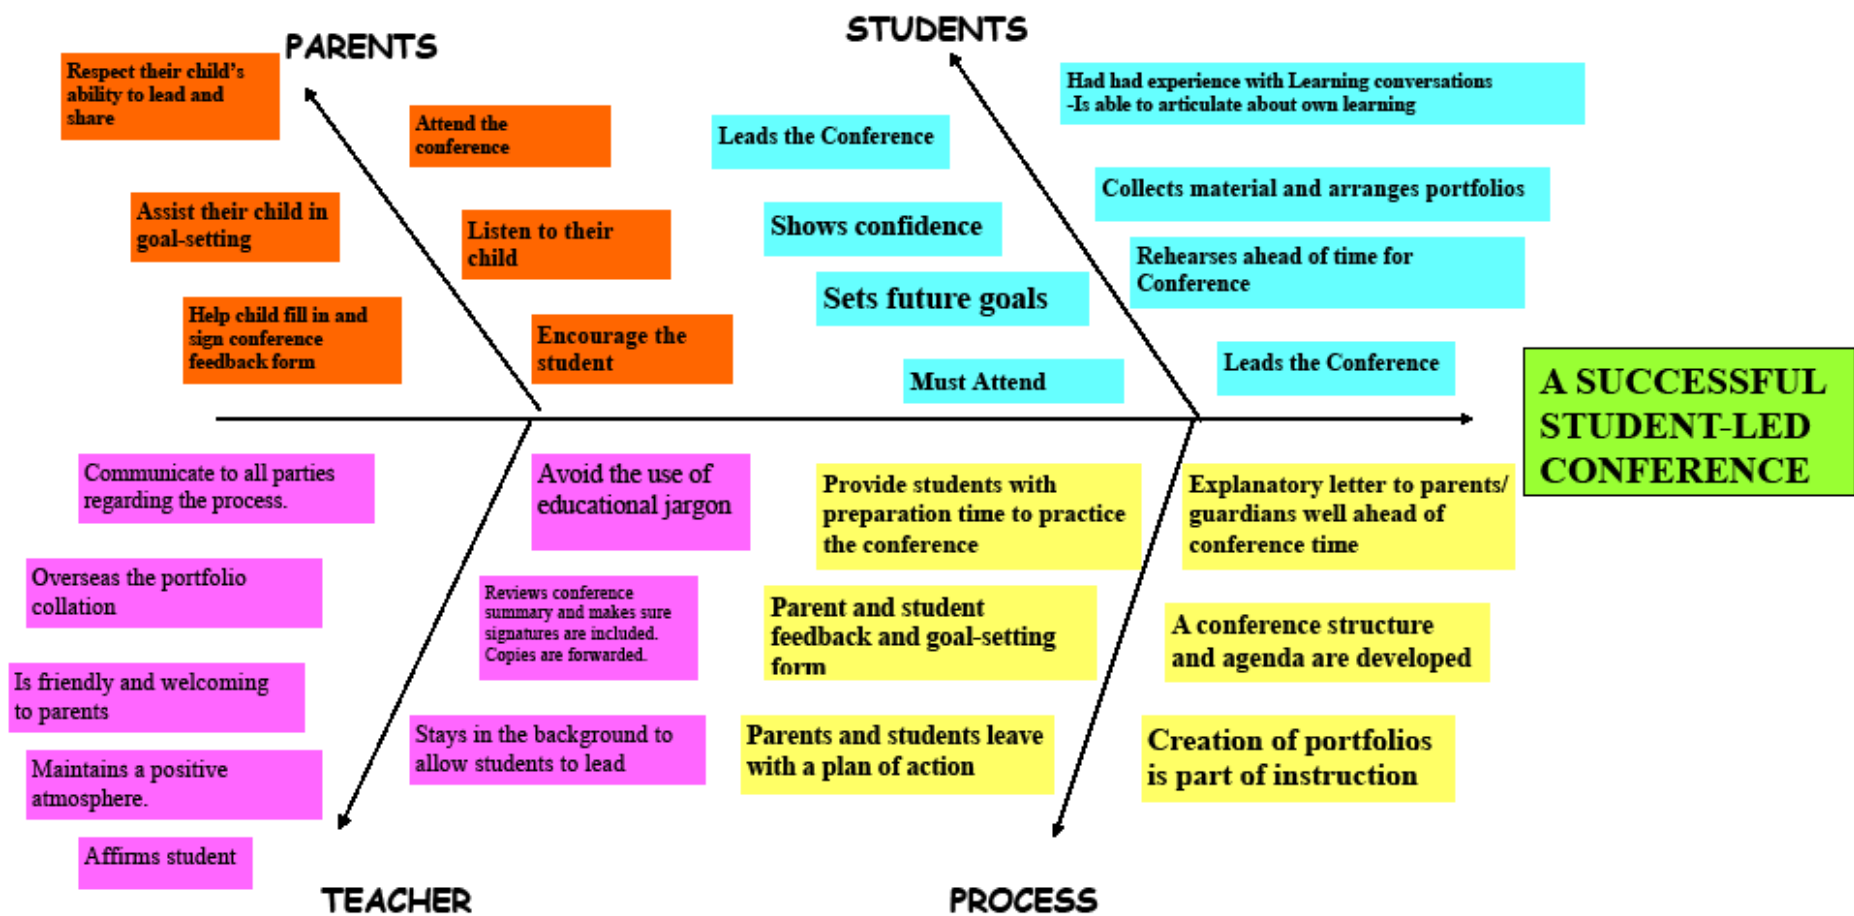 PARENTS
Respect their child's
ability to lead and
share
Attend the
conference
Assist their child in
goal-setting
Listen to their
child
Help child fill in and
sign conference
feedback form
Encourage the
student
STUDENTS
Had had experience with Learning conversations
-Is able to articulate about own learning
Leads the Conference
Collects material and arranges portfolios
Shows confidence
Rehearses ahead of time for
Conference
Sets future goals
Leads the Conference
Must Attend
A SUCCESSFUL
STUDENT-LED
CONFERENCE
Communicate to all parties
regarding the process.
Avoid the use of
educational jargon
Overseas the portfolio
collation
Reviews conference
summary and makes sure
signatures are included.
Copies are forwarded.
Is friendly and welcoming
to parents
Stays in the background to
allow students to lead
Maintains a positive
atmosphere.
Affirms student
TEACHER
Provide students with
preparation time to practice
the conference
Explanatory letter to parents/
guardians well ahead of
conference time
Parent and student
feedback and goal-setting
form
A conference structure
and agenda are developed
Parents and students leave
with a plan of action
Creation of portfolios
is part of instruction
PROCESS